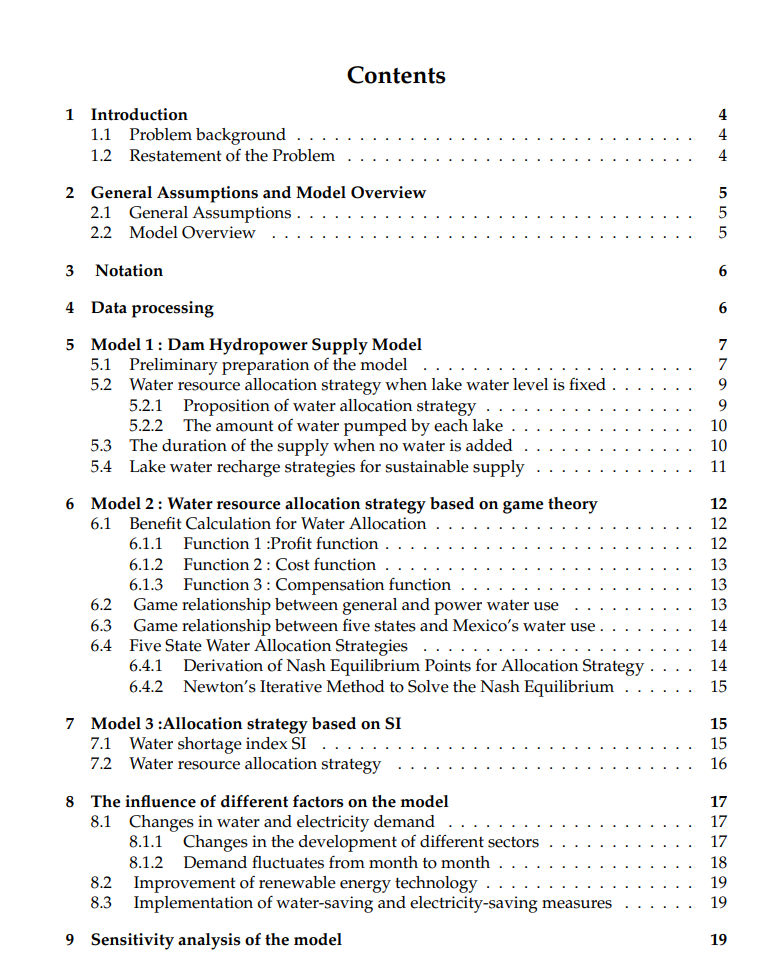 Contents
1 Introduction 4
1.1 Problem background . . . . . . . . . . . . . . . . . . . . . . . . . . . . . . . . 4
1.2 Restatement of the Problem . . . . . . . . . . . . . . . . . . . . . . . . . . . . 4
2 General Assumptions and Model Overview 5
2.1 General Assumptions . . . . . . . . . . . . . . . . . . . . . . . . . . . . . . . . 5
2.2 Model Overview . . . . . . . . . . . . . . . . . . . . . . . . . . . . . . . . . . 5
3 Notation 6
4 Data processing 6
5 Model 1 : Dam Hydropower Supply Model 7
5.1 Preliminary preparation of the model . . . . . . . . . . . . . . . . . . . . . . 7
5.2 Water resource allocation strategy when lake water level is fixed . . . . . . . 9
5.2.1 Proposition of water allocation strategy . . . . . . . . . . . . . . . . . 9
5.2.2 The amount of water pumped by each lake . . . . . . . . . . . . . . . 10
5.3 The duration of the supply when no water is added . . . . . . . . . . . . . . 10
5.4 Lake water recharge strategies for sustainable supply . . . . . . . . . . . . . 11
6 Model 2 : Water resource allocation strategy based on game theory 12
6.1 Benefit Calculation for Water Allocation . . . . . . . . . . . . . . . . . . . . . 12
6.1.1 Function 1 :Profit function . . . . . . . . . . . . . . . . . . . . . . . . . 12
6.1.2 Function 2 : Cost function . . . . . . . . . . . . . . . . . . . . . . . . . 13
6.1.3 Function 3 : Compensation function . . . . . . . . . . . . . . . . . . . 13
6.2 Game relationship between general and power water use . . . . . . . . . . 13
6.3 Game relationship between five states and Mexico's water use . . . . . . . . 14
6.4 Five State Water Allocation Strategies . . . . . . . . . . . . . . . . . . . . . . 14
6.4.1 Derivation of Nash Equilibrium Points for Allocation Strategy . . . . 14
6.4.2 Newton's Iterative Method to Solve the Nash Equilibrium . . . . . . 15
7 Model 3 :Allocation strategy based on SI 15
7.1 Water shortage index SI . . . . . . . . . . . . . . . . . . . . . . . . . . . . . . 15
7.2 Water resource allocation strategy . . . . . . . . . . . . . . . . . . . . . . . . 16
8 The influence of different factors on the model 17
8.1 Changes in water and electricity demand . . . . . . . . . . . . . . . . . . . . 17
8.1.1 Changes in the development of different sectors . . . . . . . . . . . . 17
8.1.2 Demand fluctuates from month to month . . . . . . . . . . . . . . . . 18
8.2 Improvement of renewable energy technology . . . . . . . . . . . . . . . . . 19
8.3 Implementation of water-saving and electricity-saving measures . . . . . . 19
9 Sensitivity analysis of the model 19